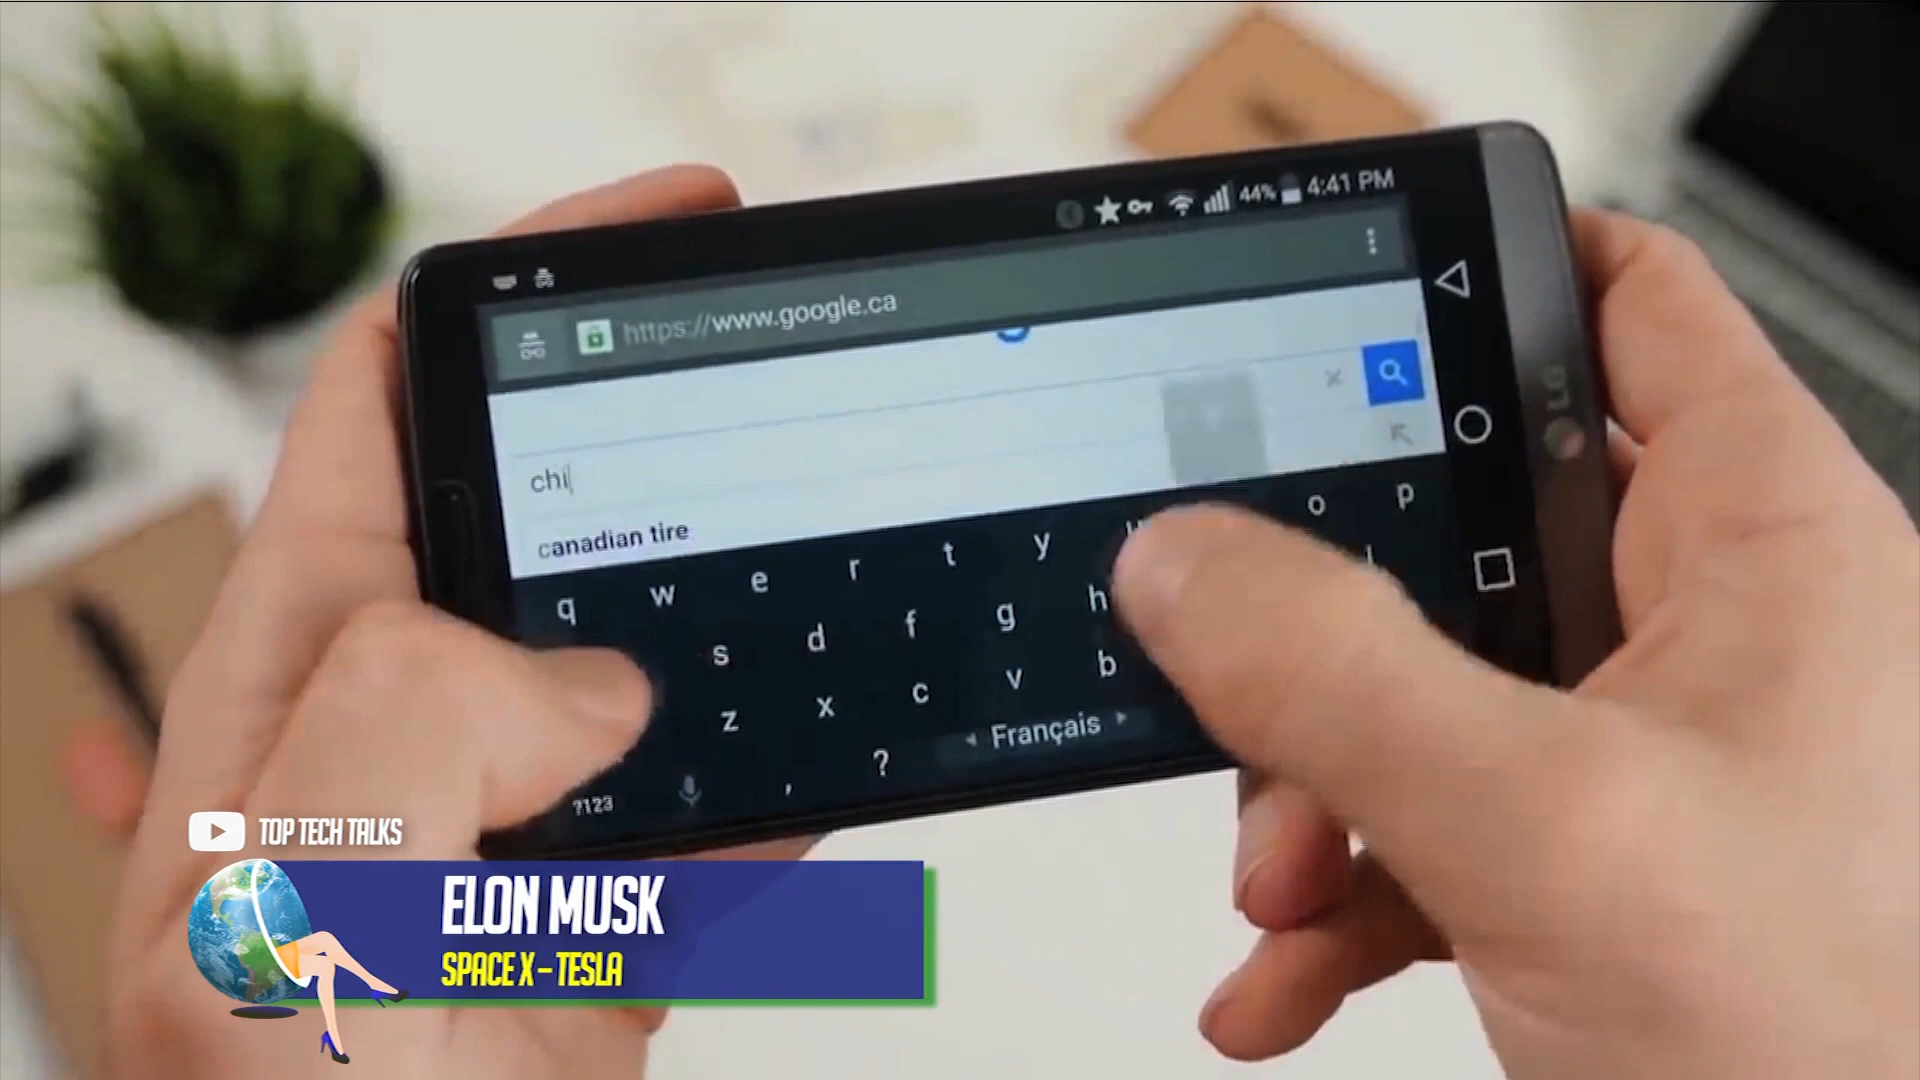 44% 4:41 PM
https://www.google.ca
chi
canadian tire
q w e r t y u o p
s d f g h
z x c v b
?123 , ? Français
LG
TOP TECH TALKS
ELON MUSK
SPACE X – TESLA